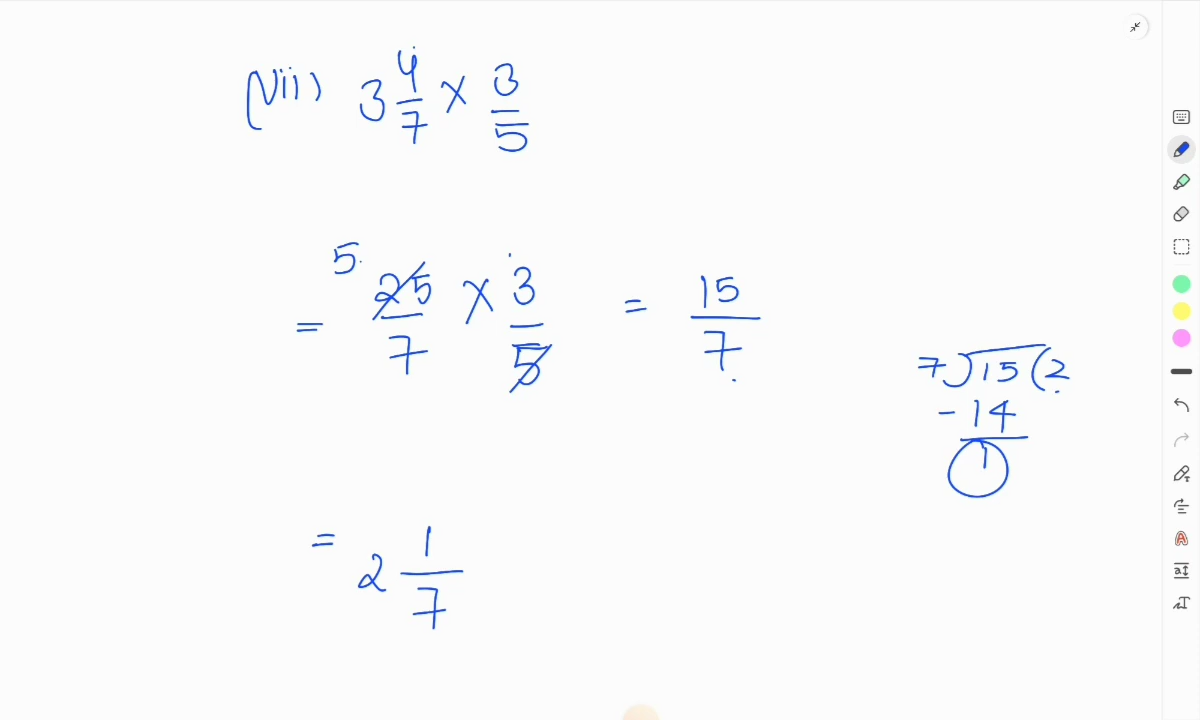 (Vii) 3 4/7 × 3/5
= 5 25/7 × 3/5 = 15/7
7)15(2
-14
1
= 2 1/7